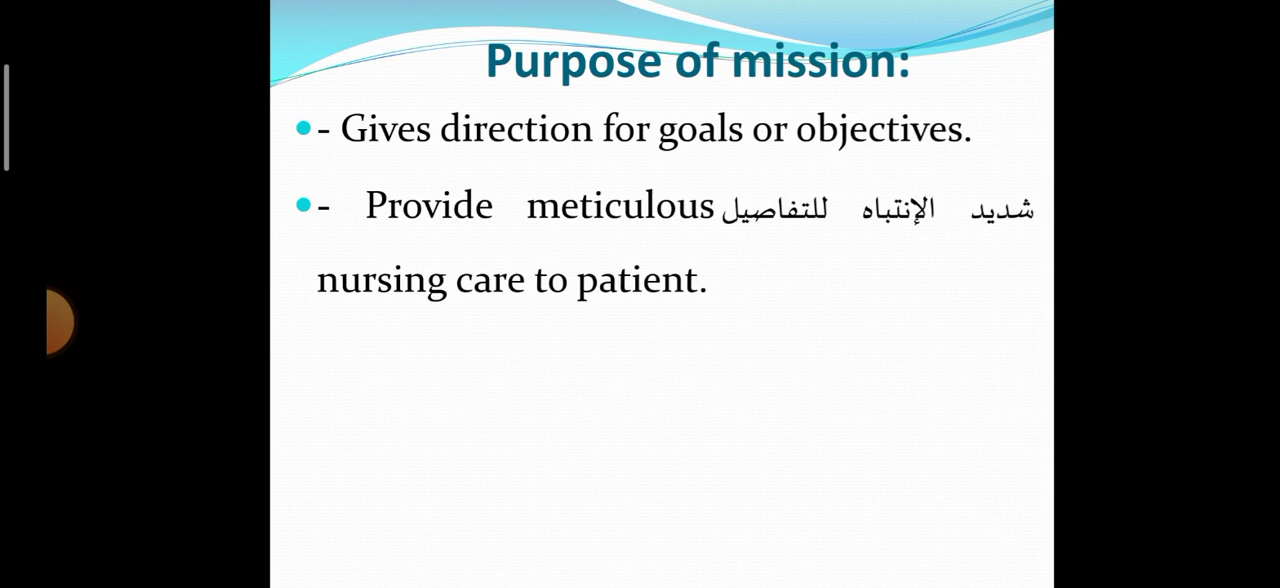 Purpose of mission:
- Gives direction for goals or objectives.
- Provide meticulous شديد الإنتباه للتفاصيل
nursing care to patient.